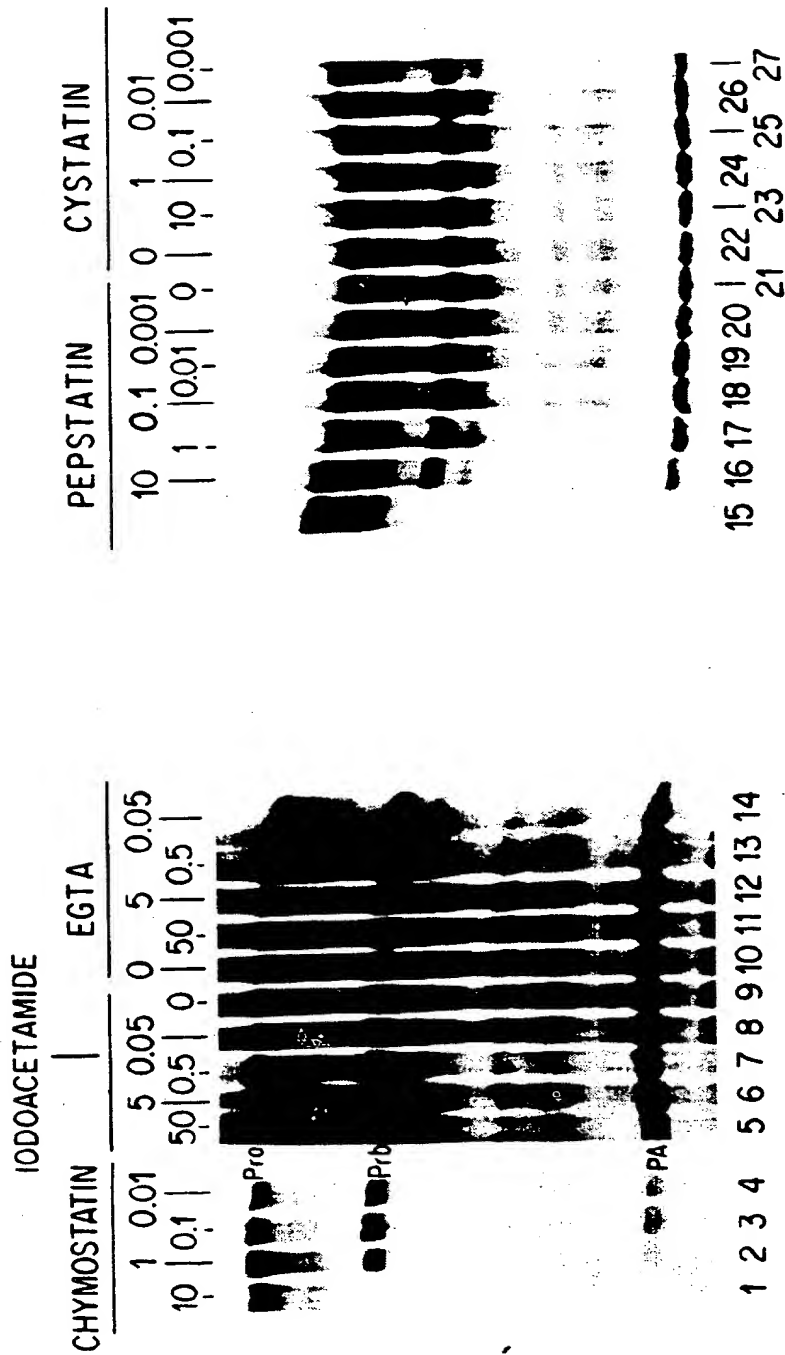 IODOACETAMIDE
CHYMOSTATIN EGTA
1 0.01 5 0.05 0 5 0.05
10 | 0.1 | 50 | 0.5 | 0 | 50 | 0.5 |
Pro
Prb
PA
1 2 3 4 5 6 7 8 9 10 11 12 13 14
PEPSTATIN CYSTATIN
10 0.1 0.001 0 1 0.01
| 1 | 0.01 | 0 | 10 | 0.1 | 0.001
15 16 17 18 19 20 | 22 | 24 | 26 |
21 23 25 27